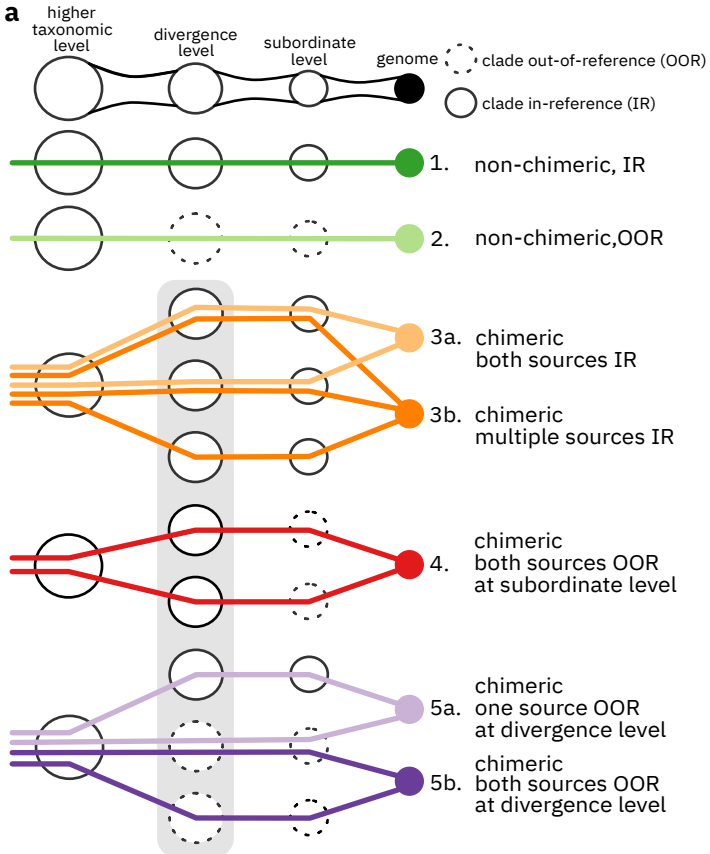 a
higher
taxonomic
level
divergence
level
subordinate
level
genome
clade out-of-reference (OOR)
clade in-reference (IR)
1. non-chimeric, IR
2. non-chimeric,OOR
3a. chimeric
both sources IR
3b. chimeric
multiple sources IR
chimeric
4. both sources OOR
at subordinate level
chimeric
5a. one source OOR
at divergence level
chimeric
5b. both sources OOR
at divergence level